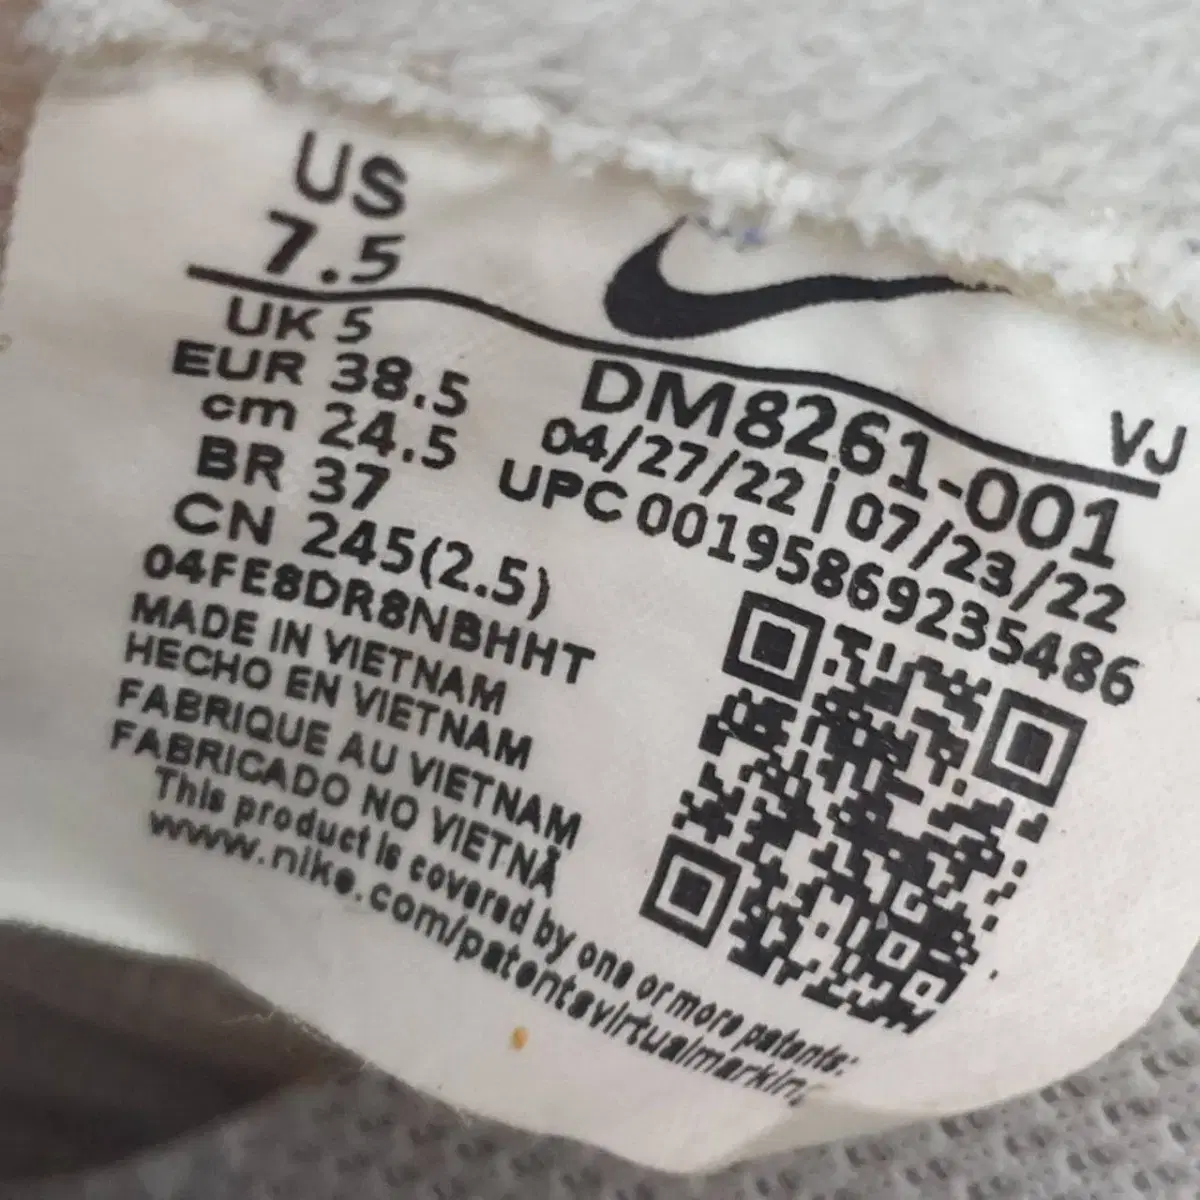 US
7.5
UK 5
EUR 38.5
cm 24.5
BR 37
CN 245(2.5)
04FE8DR8NBHHT
MADE IN VIETNAM
HECHO EN VIETNAM
FABRIQUE AU VIETNAM
FABRICADO NO VIETNÃ
This product is covered by one or more patents:
www.nike.com/patentsvirtualmarkin
VJ
DM8261-001
04/27/22 | 07/23/22
UPC 00195869235486